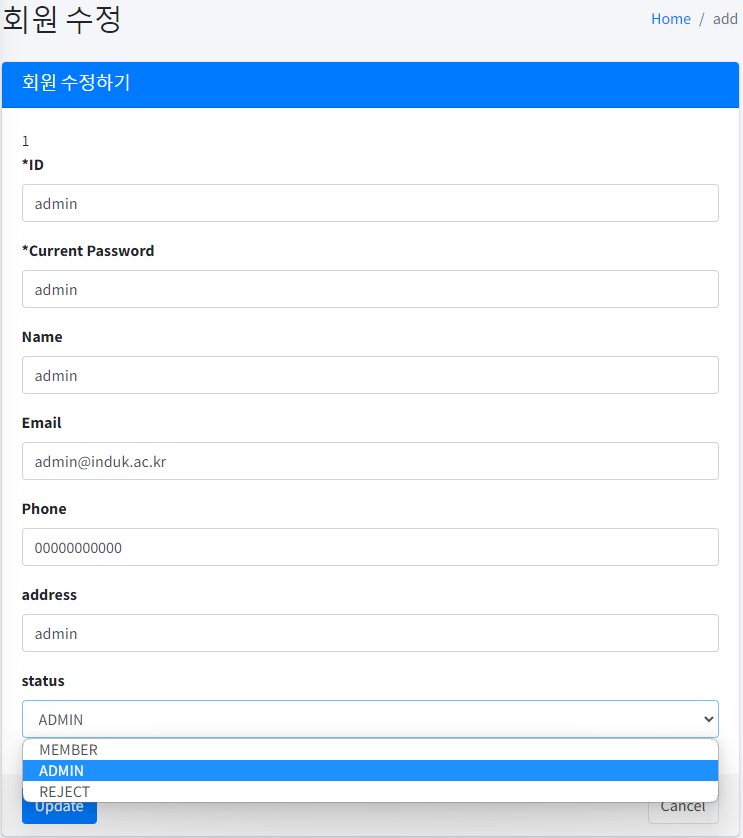 회원 수정
Home / add
회원 수정하기
1
*ID
admin
*Current Password
admin
Name
admin
Email
admin@induk.ac.kr
Phone
00000000000
address
admin
status
ADMIN
MEMBER
ADMIN
REJECT
Update
Cancel